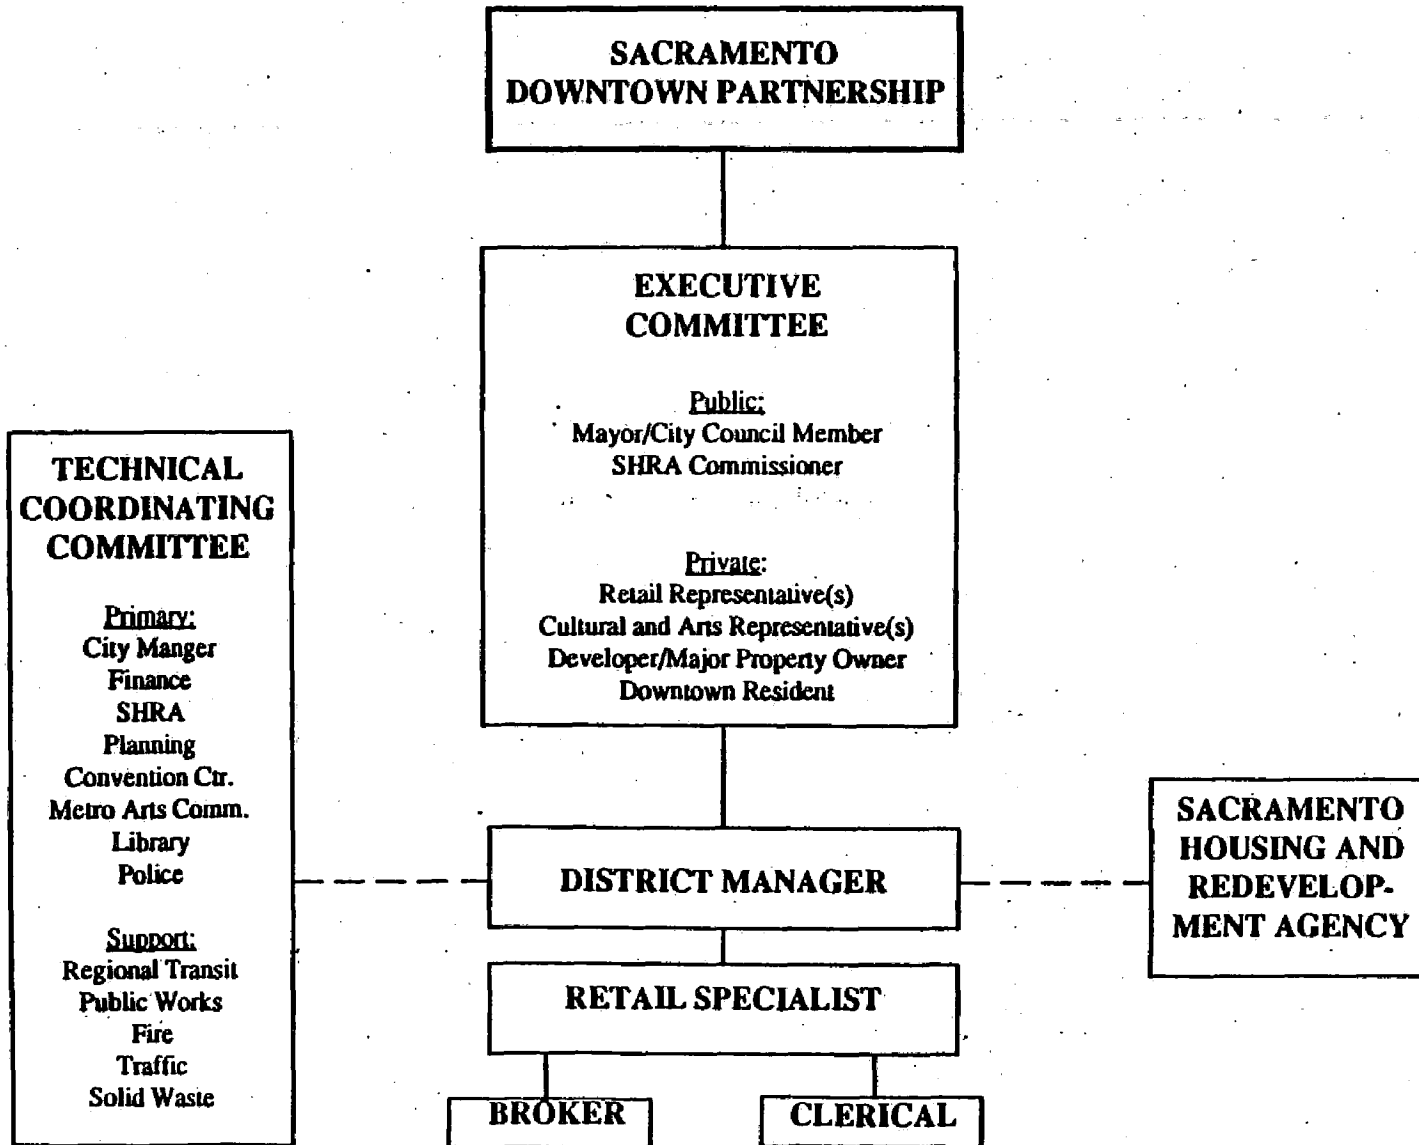 SACRAMENTO
DOWNTOWN PARTNERSHIP
EXECUTIVE
COMMITTEE
Public:
Mayor/City Council Member
SHRA Commissioner
Private:
Retail Representative(s)
Cultural and Arts Representative(s)
Developer/Major Property Owner
Downtown Resident
TECHNICAL
COORDINATING
COMMITTEE
Primary:
City Manger
Finance
SHRA
Planning
Convention Ctr.
Metro Arts Comm.
Library
Police
Support:
Regional Transit
Public Works
Fire
Traffic
Solid Waste
DISTRICT MANAGER
SACRAMENTO
HOUSING AND
REDEVELOP-
MENT AGENCY
RETAIL SPECIALIST
BROKER
CLERICAL